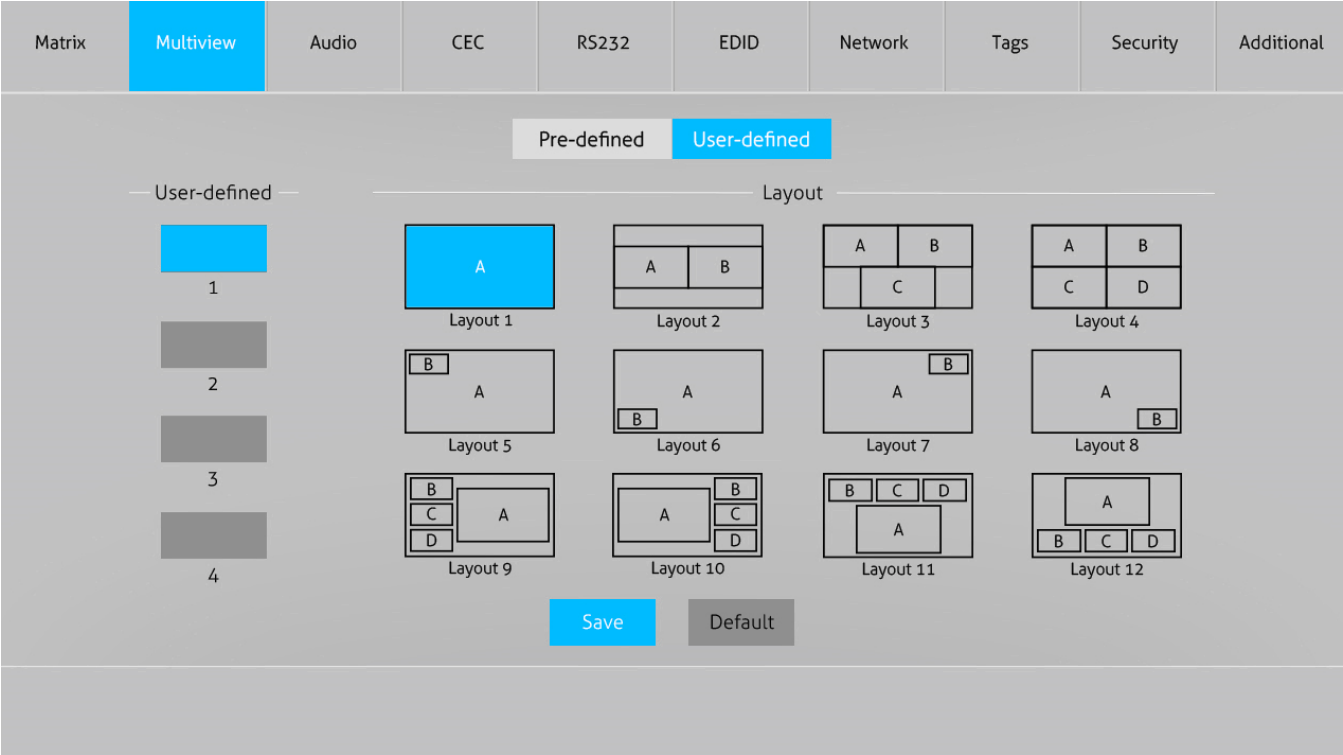 Matrix Multiview Audio CEC RS232 EDID Network Tags Security Additional
Pre-defined User-defined
User-defined
Layout
1
2
3
4
A
Layout 1
A B
Layout 2
A B
C
Layout 3
A B
C D
Layout 4
B
A
Layout 5
A
B
Layout 6
B
A
Layout 7
A
B
Layout 8
B
C A
D
Layout 9
B
A C
D
Layout 10
B C D
A
Layout 11
A
B C D
Layout 12
Save Default